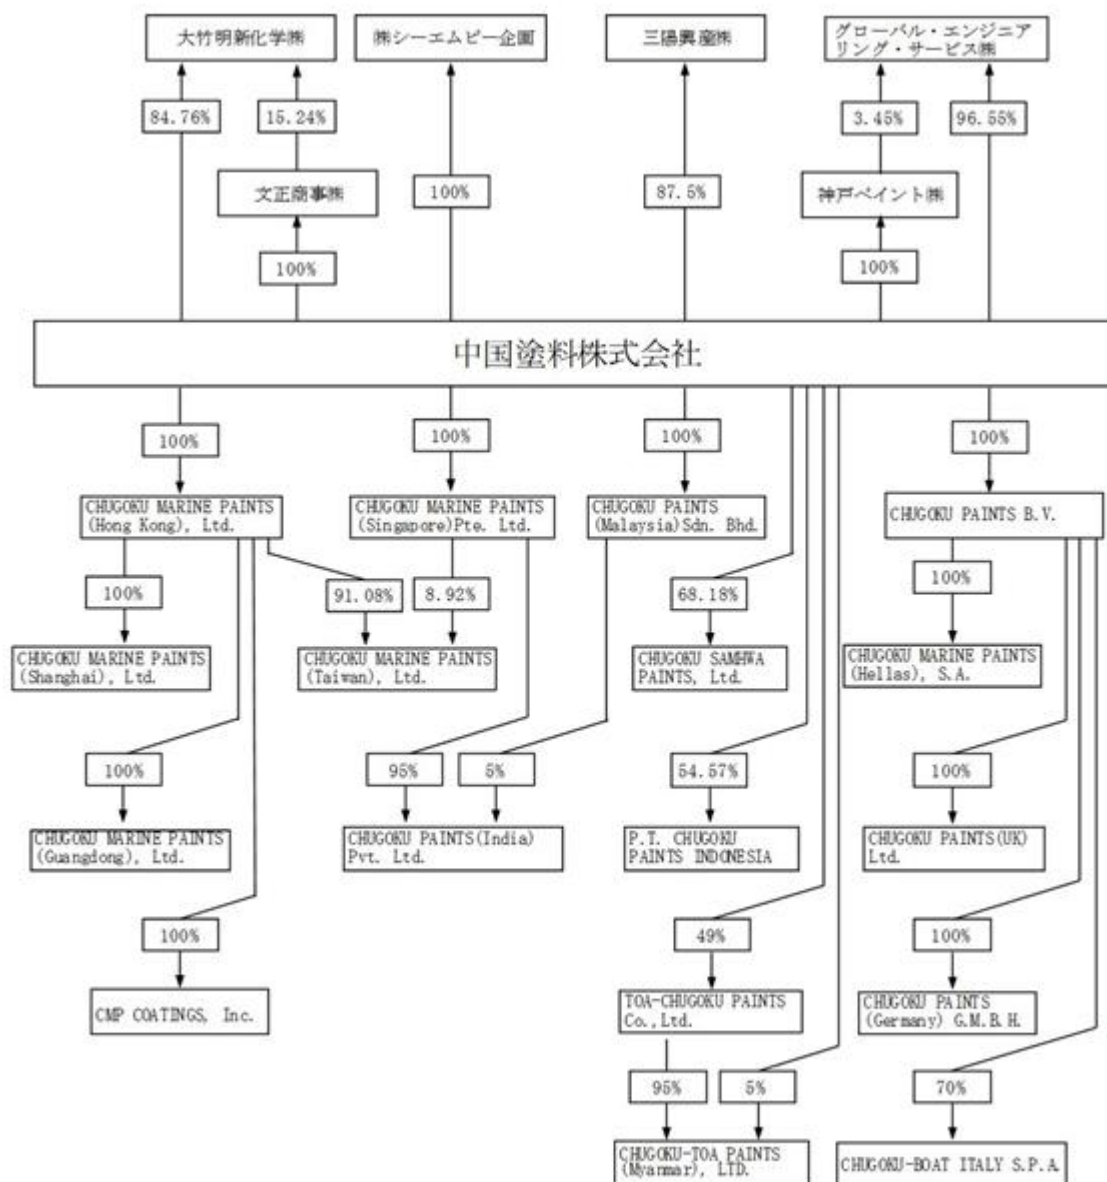 大竹明新化学㈱
㈱シーエムピー企画
三陽興産㈱
グローバル・エンジニア
リング・サービス㈱
84.76%
15.24%
3.45%
96.55%
文正商事㈱
100%
87.5%
神戸ペイント㈱
100%
100%
中国塗料株式会社
100%
100%
100%
100%
CHUGOKU MARINE PAINTS
(Hong Kong), Ltd.
CHUGOKU MARINE PAINTS
(Singapore)Pte. Ltd.
CHUGOKU PAINTS
(Malaysia)Sdn. Bhd.
CHUGOKU PAINTS B.V.
100%
91.08%
8.92%
68.18%
100%
CHUGOKU MARINE PAINTS
(Shanghai), Ltd.
CHUGOKU MARINE PAINTS
(Taiwan), Ltd.
CHUGOKU SAMHWA
PAINTS, Ltd.
CHUGOKU MARINE PAINTS
(Hellas), S.A.
100%
95%
5%
54.57%
100%
CHUGOKU MARINE PAINTS
(Guangdong), Ltd.
CHUGOKU PAINTS(India)
Pvt. Ltd.
P.T. CHUGOKU
PAINTS INDONESIA
CHUGOKU PAINTS(UK)
Ltd.
100%
49%
100%
CMP COATINGS, Inc.
TOA-CHUGOKU PAINTS
Co.,Ltd.
CHUGOKU PAINTS
(Germany) G.M.B.H.
95%
5%
70%
CHUGOKU-TOA PAINTS
(Myanmar), LTD.
CHUGOKU-BOAT ITALY S.P.A.